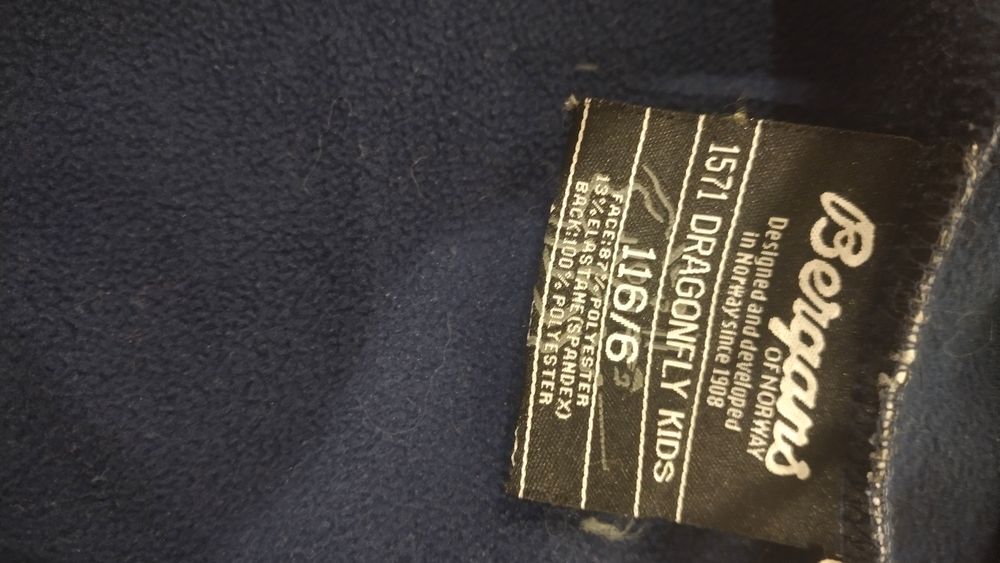 Bergans
OF NORWAY
Designed and developed
in Norway since 1908
1571 DRAGONFLY KIDS
116/6
FACE:87% POLYESTER
13%ELASTANE(SPANDEX)
BACK:100% POLYESTER